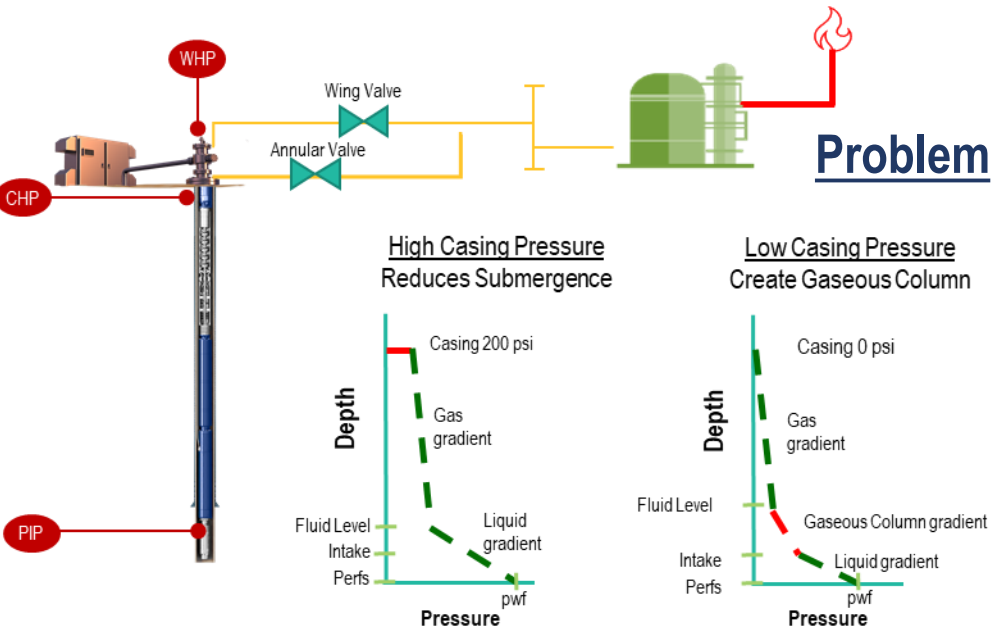 WHP
Wing Valve
Annular Valve
Problem
CHP
High Casing Pressure
Reduces Submergence
Casing 200 psi
Depth
Gas
gradient
Fluid Level
Liquid
gradient
Intake
Perfs
pwf
Pressure
PIP
Low Casing Pressure
Create Gaseous Column
Casing 0 psi
Depth
Gas
gradient
Fluid Level
Gaseous Column gradient
Intake
Liquid gradient
Perfs
pwf
Pressure